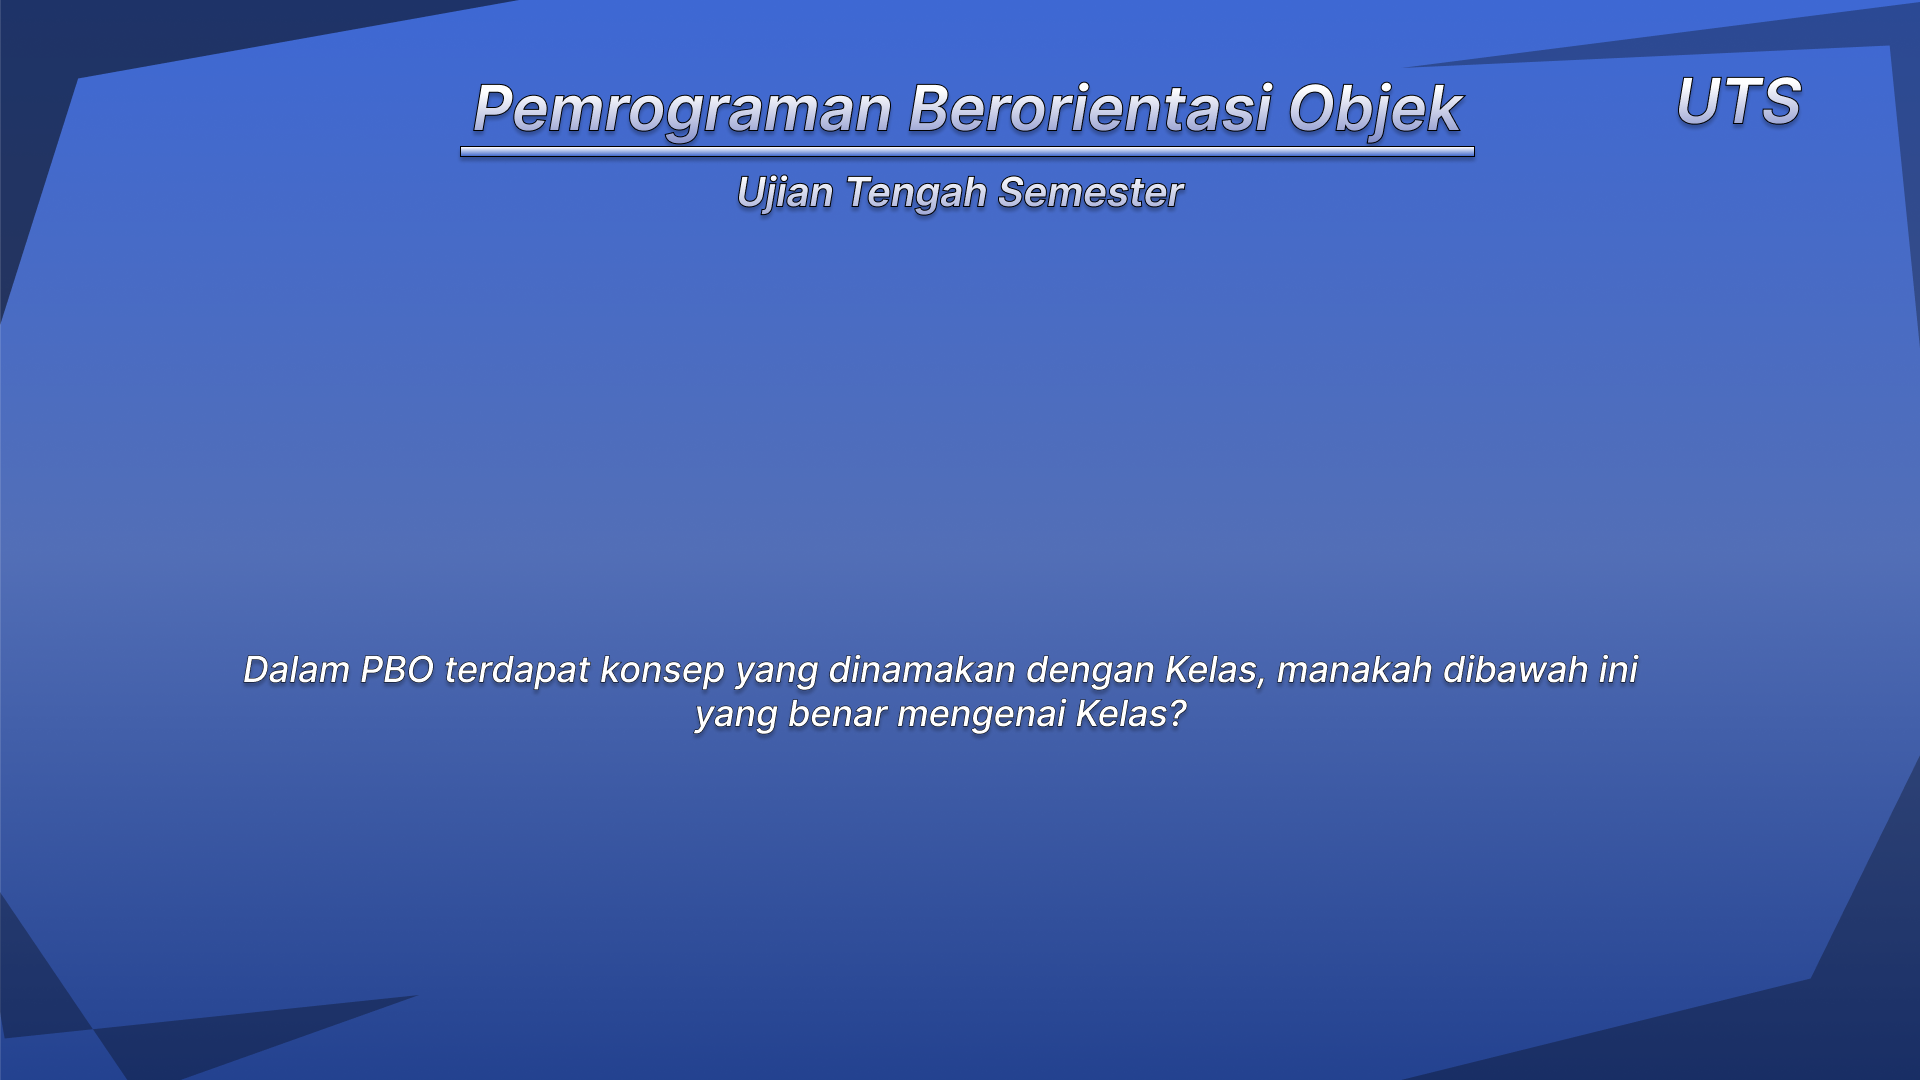 Pemrograman Berorientasi Objek
UTS
Ujian Tengah Semester
Dalam PBO terdapat konsep yang dinamakan dengan Kelas, manakah dibawah ini
yang benar mengenai Kelas?